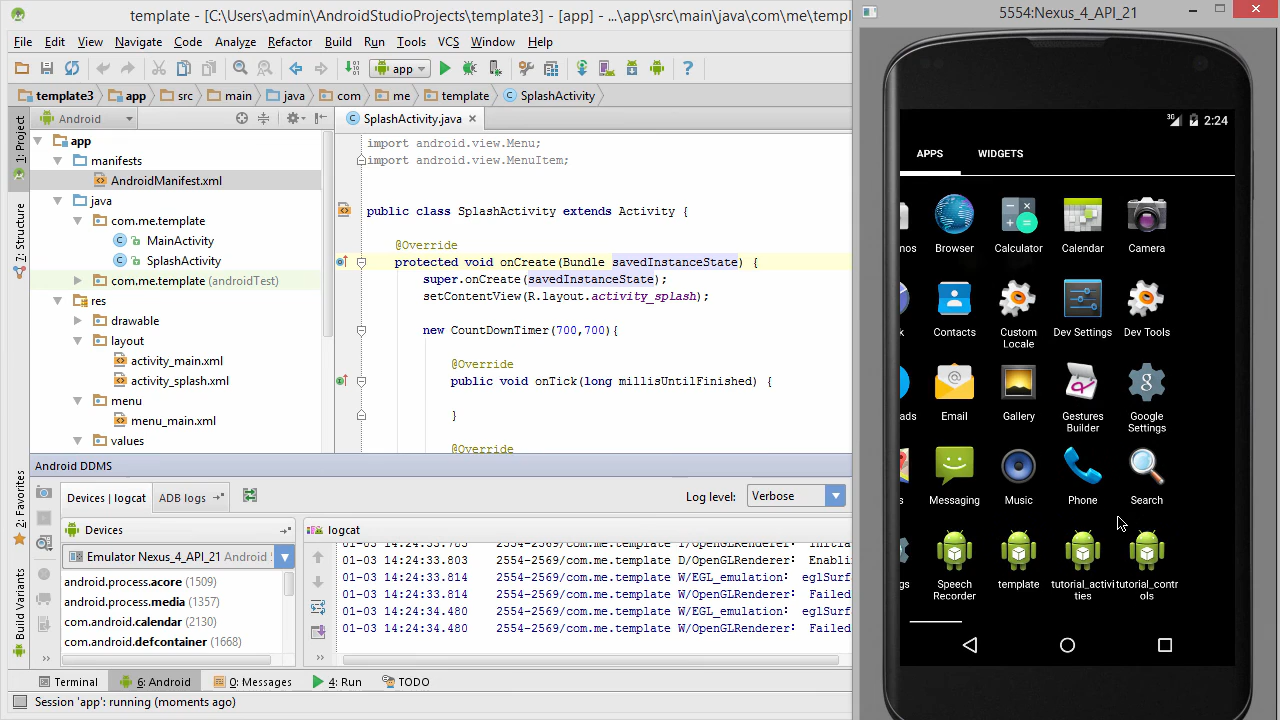 template - [C:\Users\admin\AndroidStudioProjects\template3] - [app] - ...\app\src\main\java\com\me\templ
5554:Nexus_4_API_21
File Edit View Navigate Code Analyze Refactor Build Run Tools VCS Window Help
app
template3 app src main java com me template SplashActivity
1: Project
7: Structure
2: Favorites
Build Variants
Android
app
manifests
AndroidManifest.xml
java
com.me.template
MainActivity
SplashActivity
com.me.template (androidTest)
res
drawable
layout
activity_main.xml
activity_splash.xml
menu
menu_main.xml
values
SplashActivity.java
import android.view.Menu;
import android.view.MenuItem;
public class SplashActivity extends Activity {
@Override
protected void onCreate(Bundle savedInstanceState) {
super.onCreate(savedInstanceState);
setContentView(R.layout.activity_splash);
new CountDownTimer(700,700){
@Override
public void onTick(long millisUntilFinished) {
}
@Override
Android DDMS
Devices | logcat ADB logs
Log level: Verbose
Devices
Emulator Nexus_4_API_21 Android
android.process.acore (1509)
android.process.media (1357)
com.android.calendar (2130)
com.android.defcontainer (1668)
logcat
01-03 14:24:33.803 2554-2569/com.me.template D/OpenGLRenderer: Enabli
01-03 14:24:33.814 2554-2569/com.me.template W/EGL_emulation: eglSurf
01-03 14:24:33.814 2554-2569/com.me.template W/OpenGLRenderer: Failed
01-03 14:24:34.480 2554-2569/com.me.template W/EGL_emulation: eglSurf
01-03 14:24:34.480 2554-2569/com.me.template W/OpenGLRenderer: Failed
Terminal 6: Android 0: Messages 4: Run TODO
Session 'app': running (moments ago)
3G 2:24
APPS WIDGETS
Browser Calculator Calendar Camera
Contacts Custom Locale Dev Settings Dev Tools
Email Gallery Gestures Builder Google Settings
Messaging Music Phone Search
Speech Recorder template tutorial_activities tutorial_controls